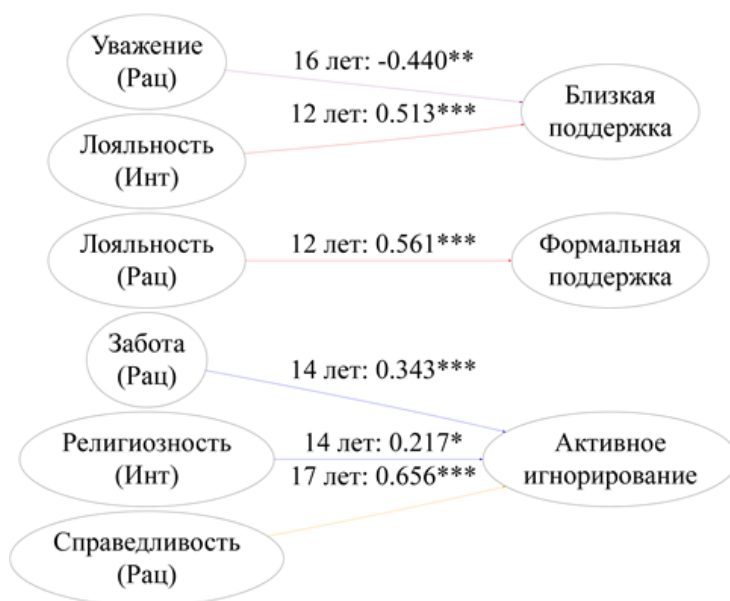 Уважение
(Рац)
16 лет: -0.440**
Близкая
поддержка
12 лет: 0.513***
Лояльность
(Инт)
Лояльность
(Рац)
12 лет: 0.561***
Формальная
поддержка
Забота
(Рац)
14 лет: 0.343***
Религиозность
(Инт)
14 лет: 0.217*
17 лет: 0.656***
Активное
игнорирование
Справедливость
(Рац)